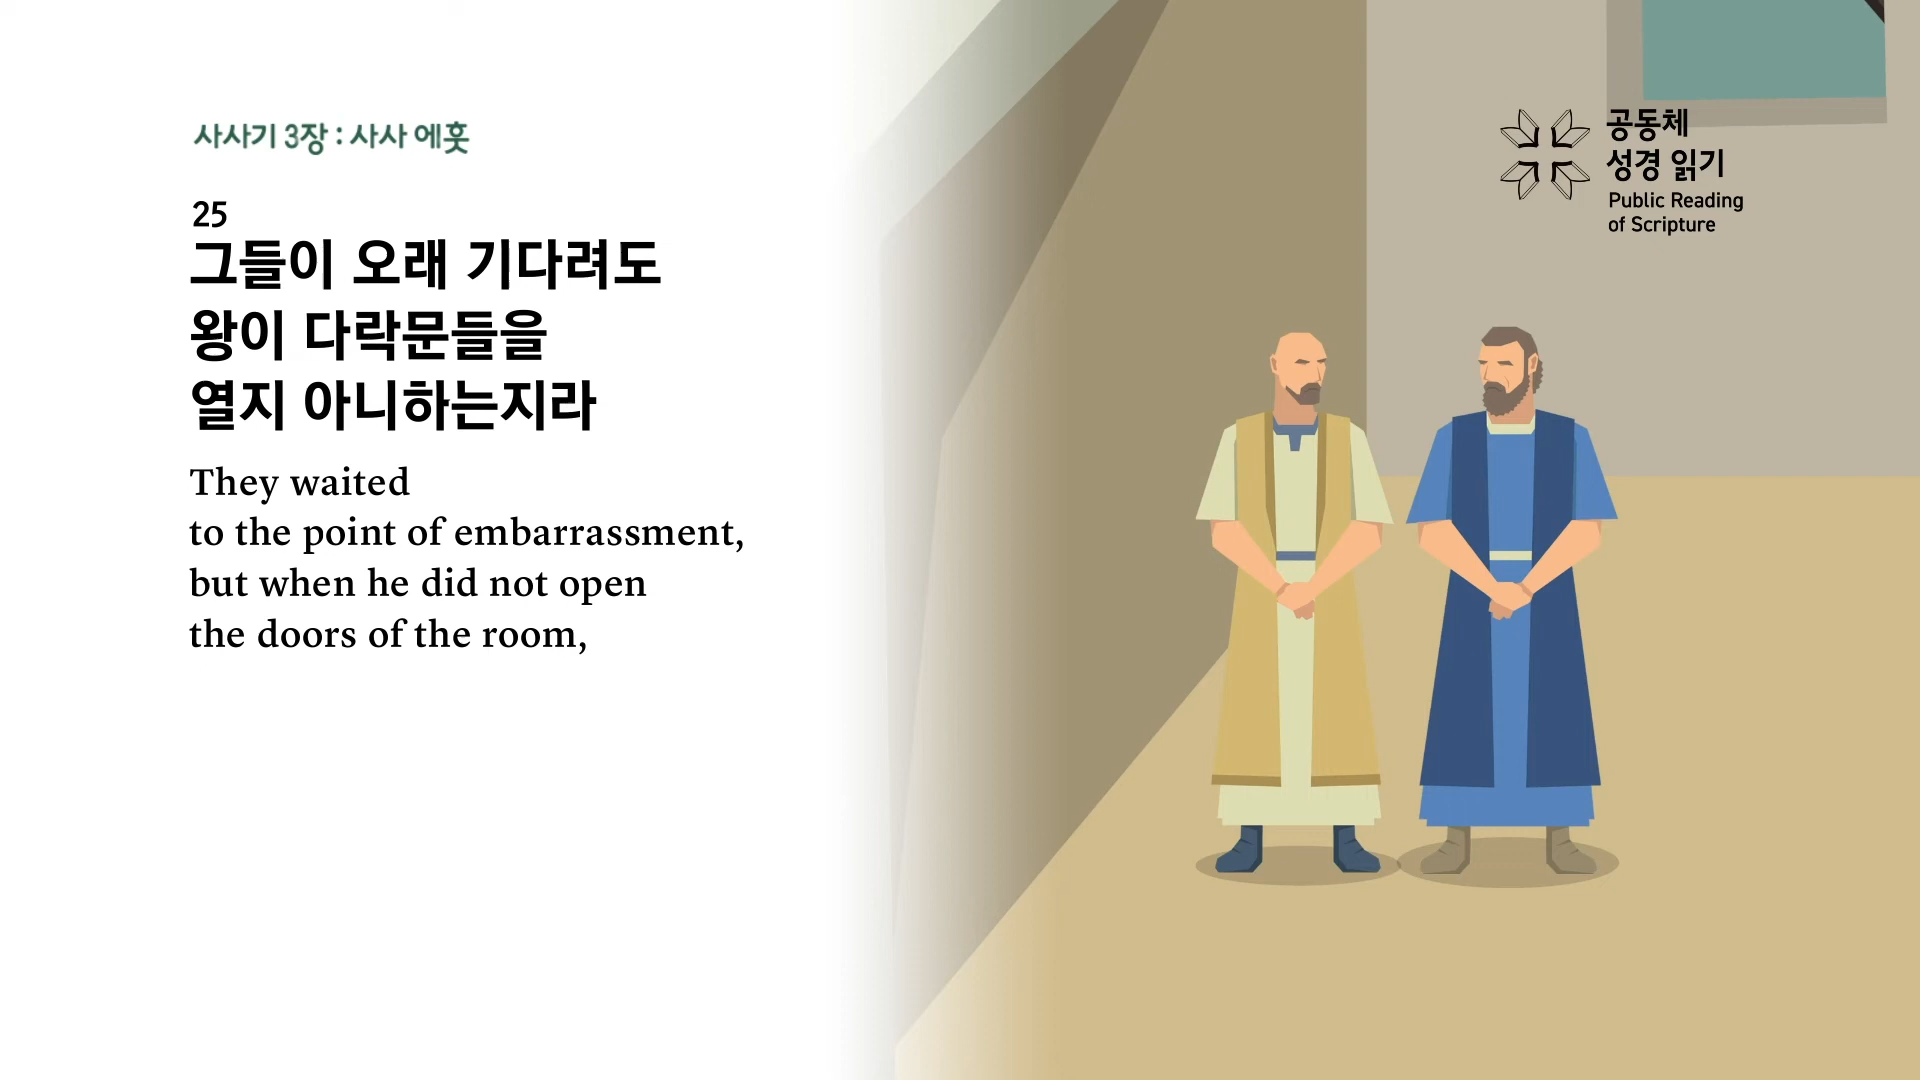 사사기 3장 : 사사 에훗
25
그들이 오래 기다려도
왕이 다락문들을
열지 아니하는지라
They waited
to the point of embarrassment,
but when he did not open
the doors of the room,
공동체
성경 읽기
Public Reading
of Scripture